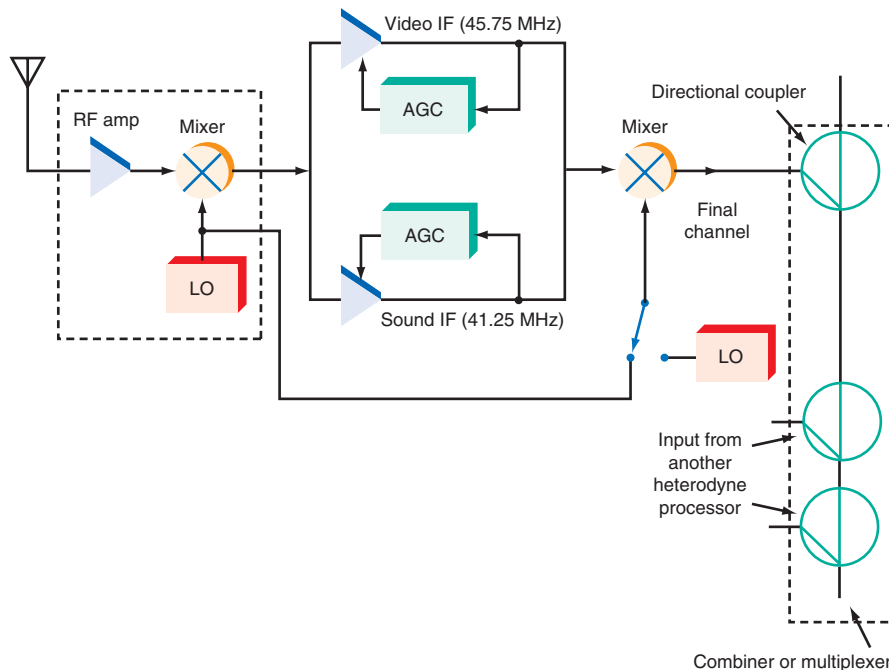 Video IF (45.75 MHz)
Directional coupler
AGC
RF amp
Mixer
Mixer
Final
channel
AGC
LO
Sound IF (41.25 MHz)
LO
Input from
another
heterodyne
processor
Combiner or multiplexer